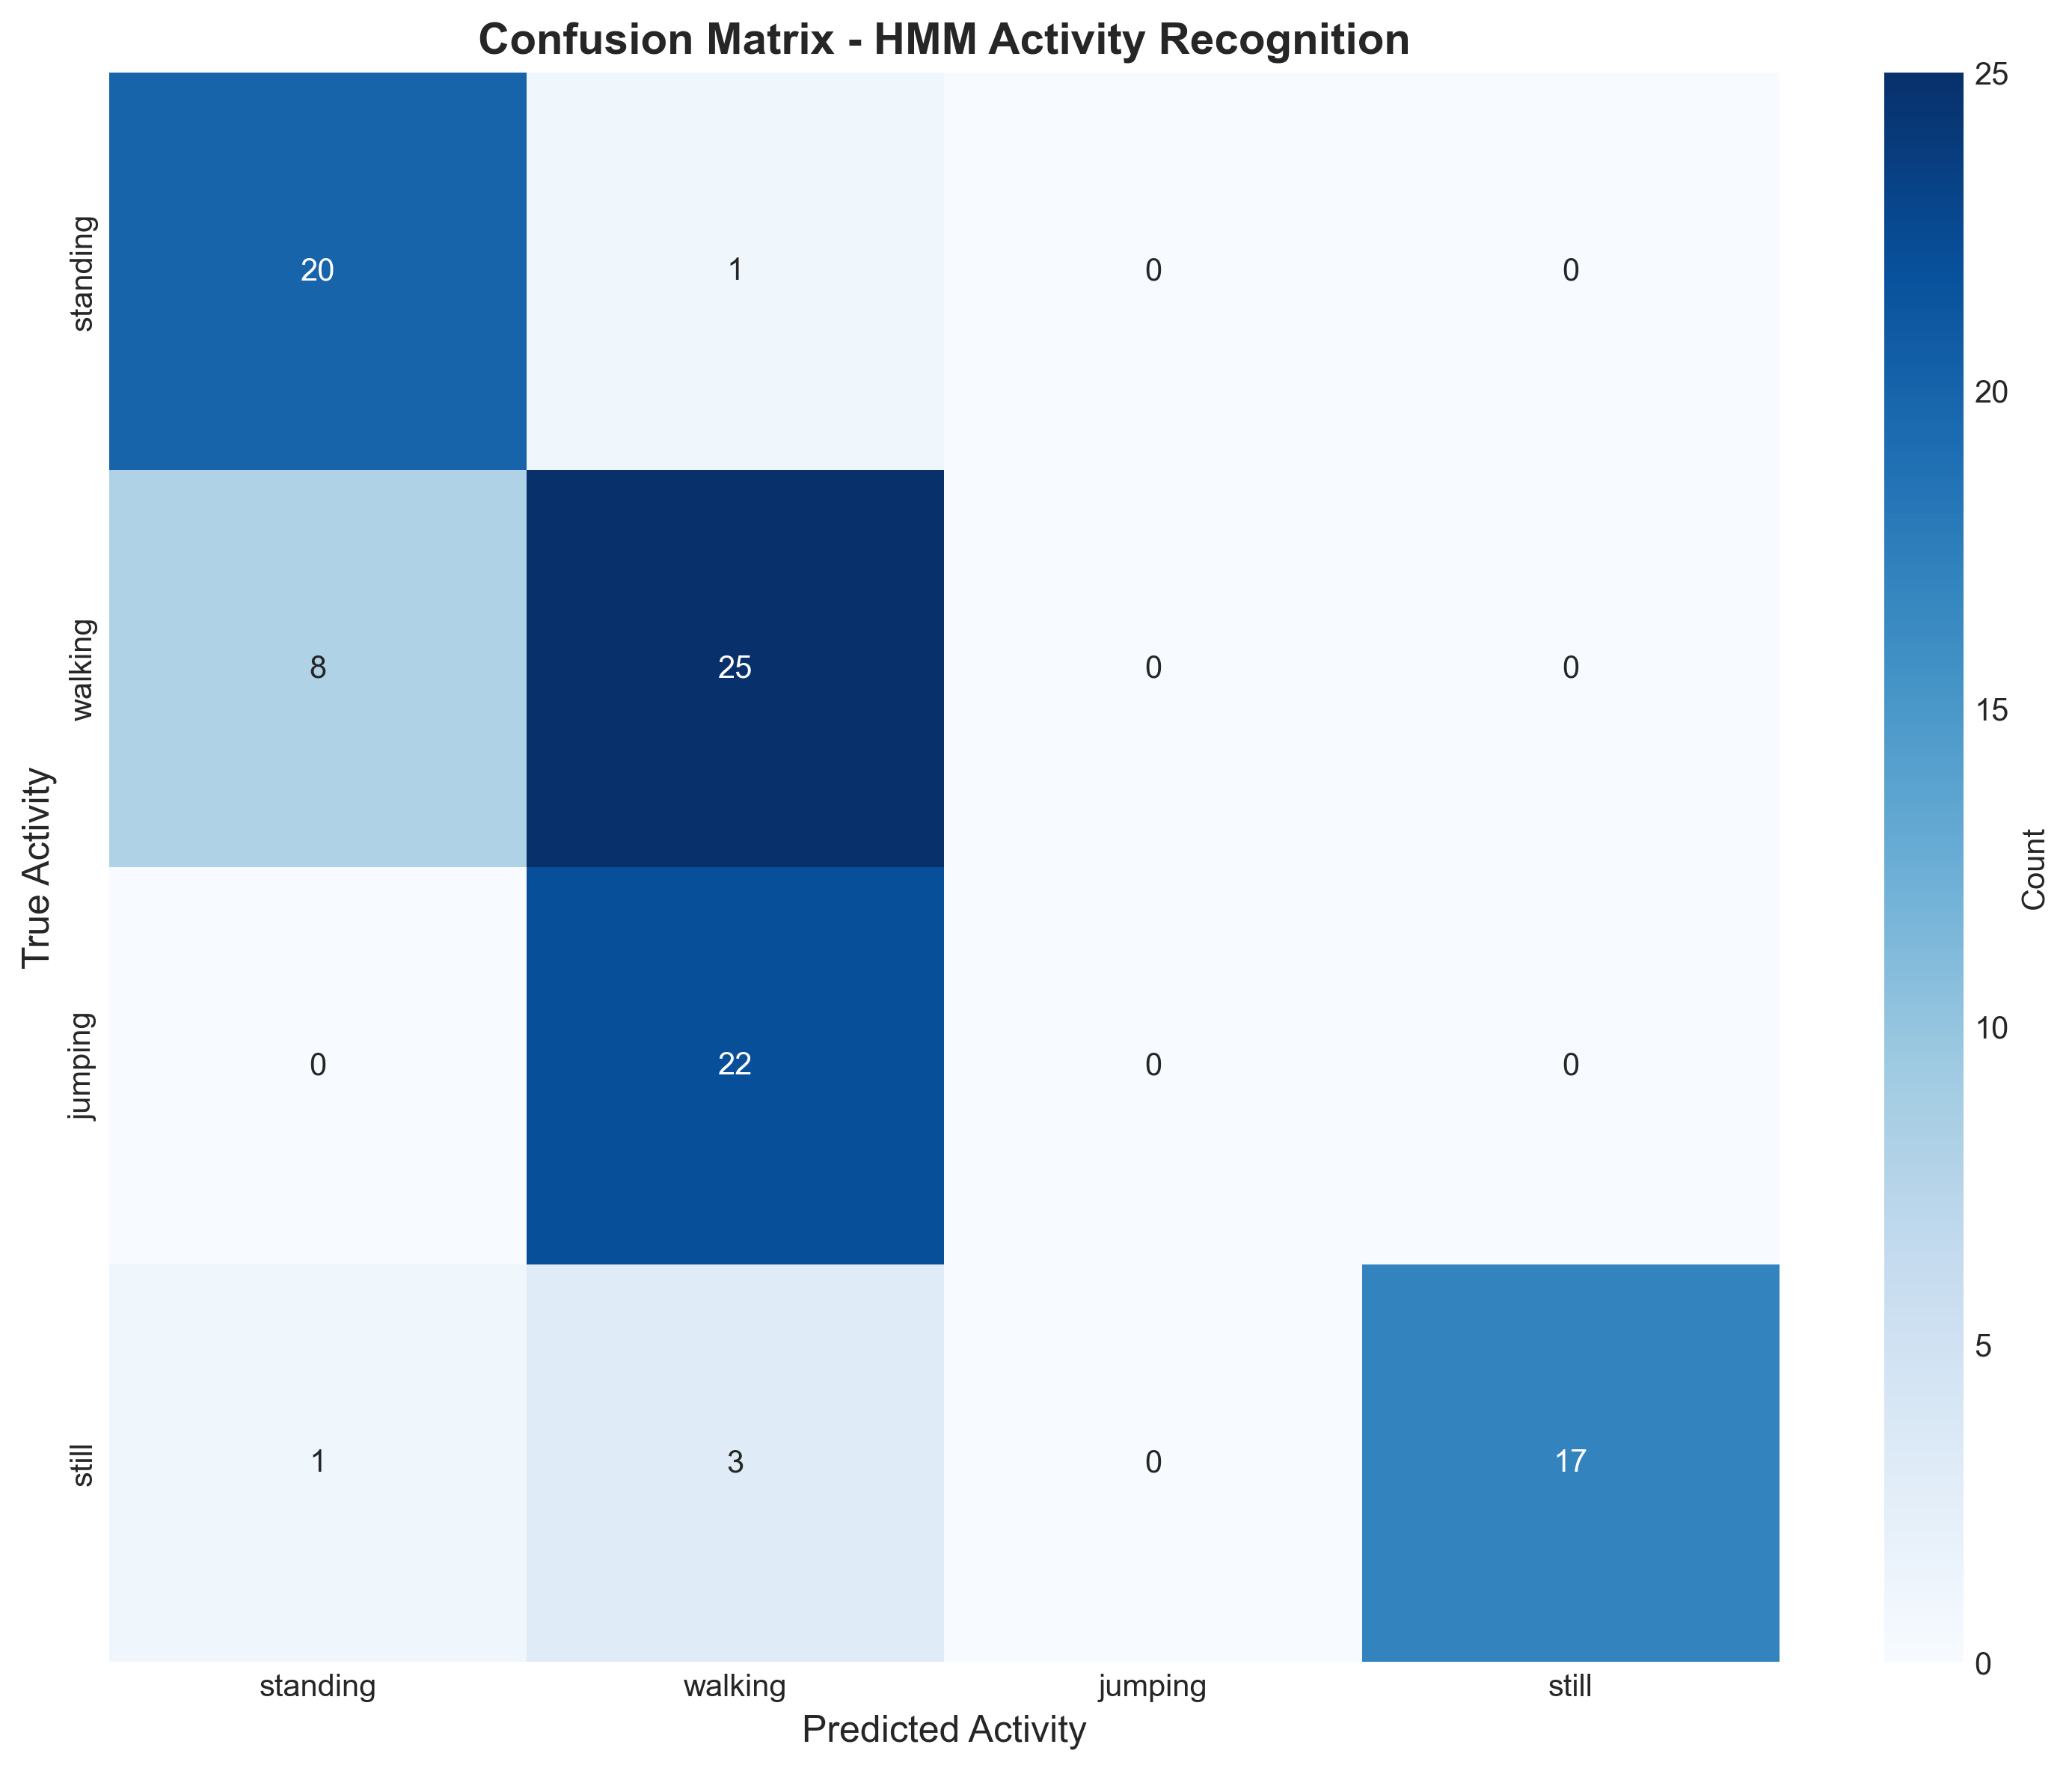 Confusion Matrix - HMM Activity Recognition
True Activity
standing
20 1 0 0
walking
8 25 0 0
jumping
0 22 0 0
still
1 3 0 17
standing walking jumping still
Predicted Activity
25
20
15
10
5
0
Count